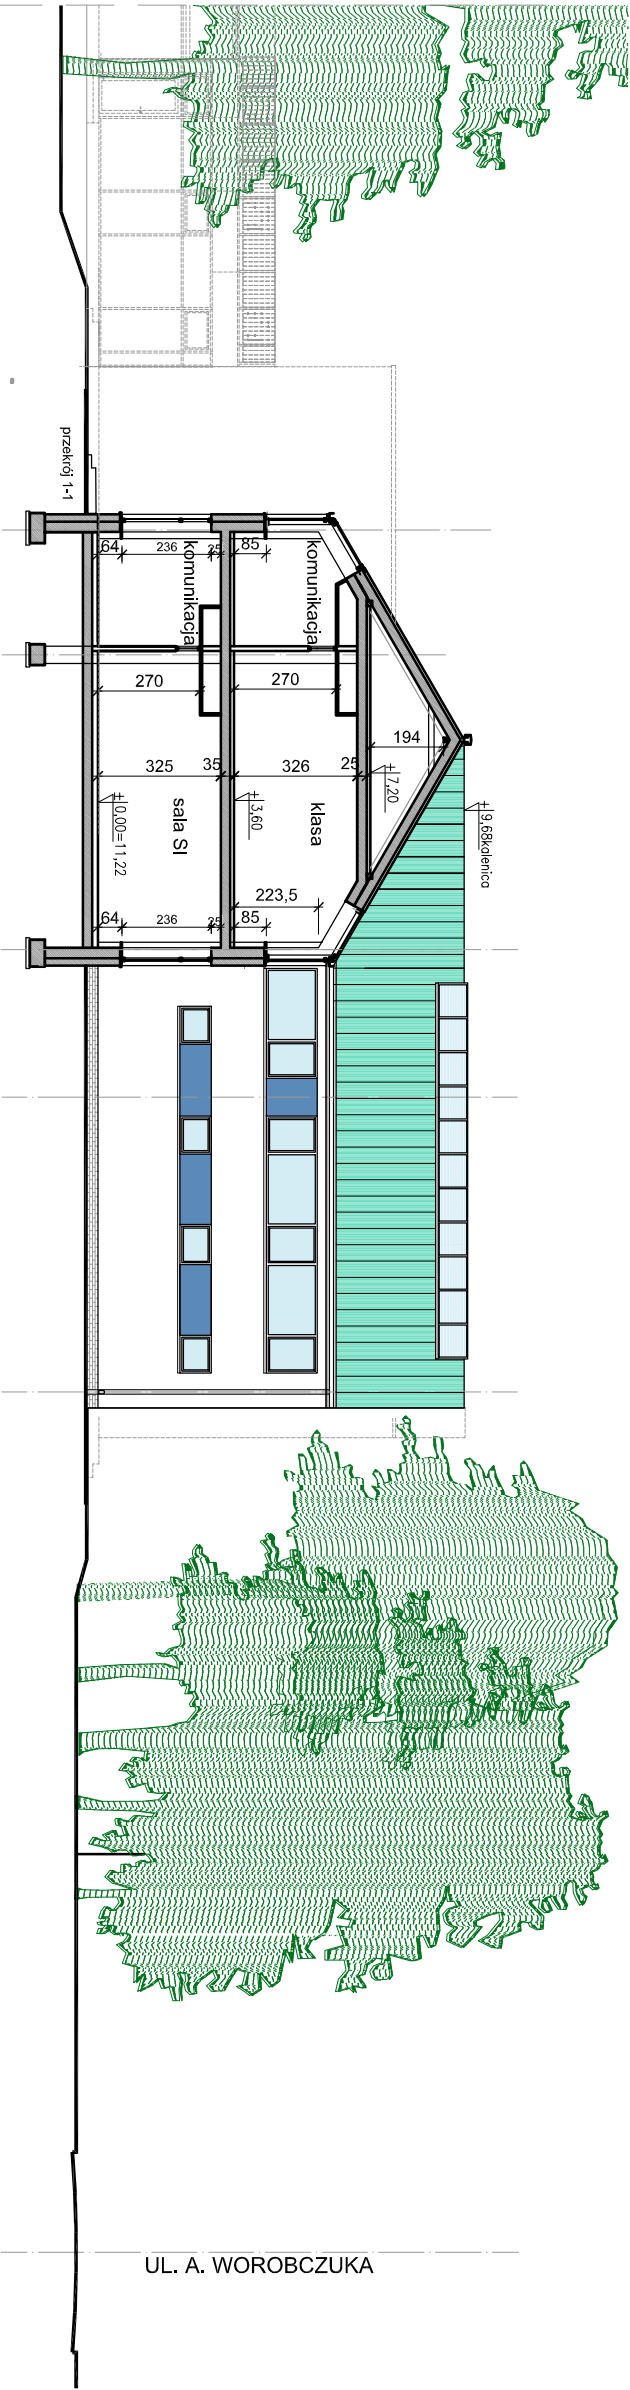 przekrój 1-1
64
236
25
85
komunikacja
komunikacja
270
270
194
325
35
326
25
± 7,20
± 0,00=11,22
sala SI
± 3,60
klasa
± 9,68kalenica
223,5
64
236
25
85
UL. A. WOROBCZUKA